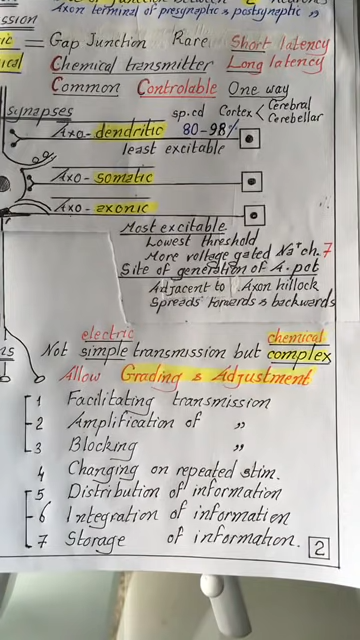 Axon terminal of presynaptic & postsynaptic "
ssion
ric = Gap Junction Rare Short latency
ical Chemical transmitter Long latency
Common Controlable One way
synapses sp.cd Cortex < Cerebral Cerebellar
Axo-dendritic 80-98%
least excitable
Axo-somatic
Axo-axonic
Most excitable
Lowest threshold
More voltage gated Na+ ch. 7
Site of generation of A.pot
Adjacent to Axon hillock
Spreads Forwards & backwards
electric chemical
ns Not simple transmission but complex
Allow Grading & Adjustment
1 Facilitating transmission
2 Amplification of "
3 Blocking "
4 Changing on repeated stim.
5 Distribution of information
6 Integration of information
7 Storage of information. 2